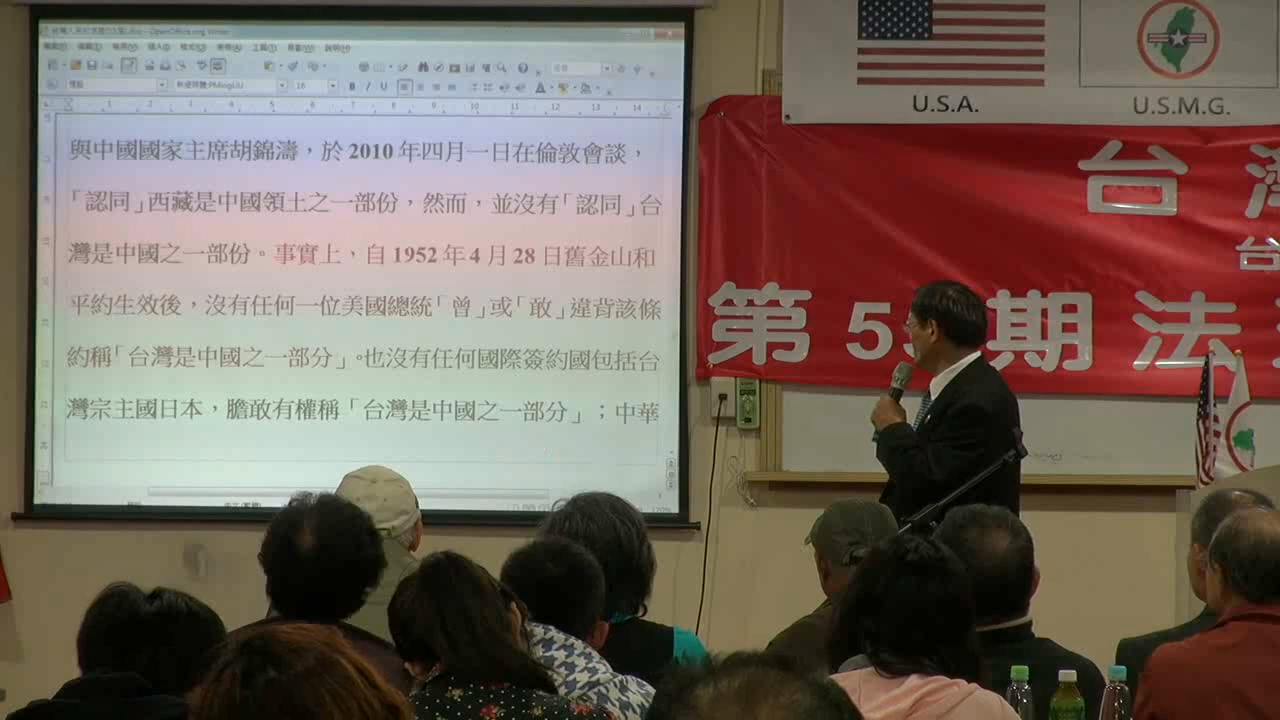 OpenOffice.org Writer
PMingLiU
16
B I U
與中國國家主席胡錦濤，於 2010 年四月一日在倫敦會談，
「認同」西藏是中國領土之一部份，然而，並沒有「認同」台
灣是中國之一部份。事實上，自 1952 年 4 月 28 日舊金山和
平約生效後，沒有任何一位美國總統「曾」或「敢」違背該條
約稱「台灣是中國之一部分」。也沒有任何國際簽約國包括台
灣宗主國日本，膽敢有權稱「台灣是中國之一部分」；中華
U.S.A.
U.S.M.G.
台灣
台
第 5
期 法